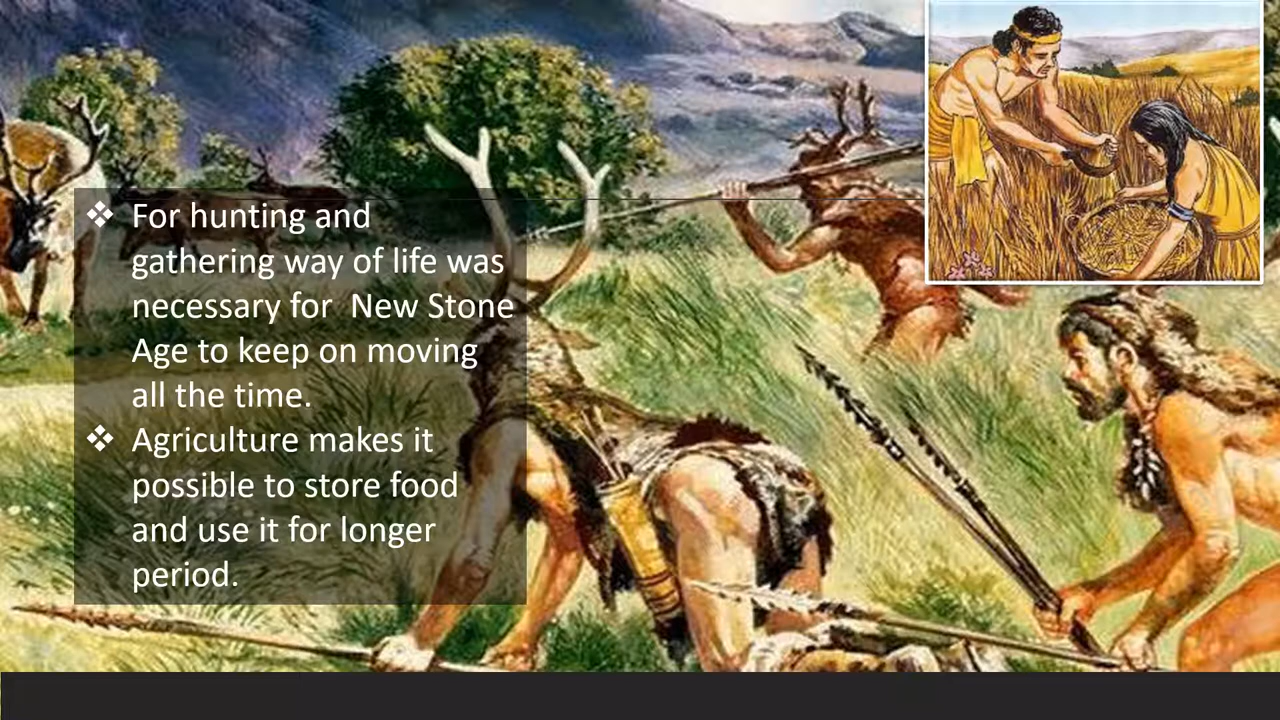 ❖ For hunting and
gathering way of life was
necessary for  New Stone
Age to keep on moving
all the time.
❖ Agriculture makes it
possible to store food
and use it for longer
period.